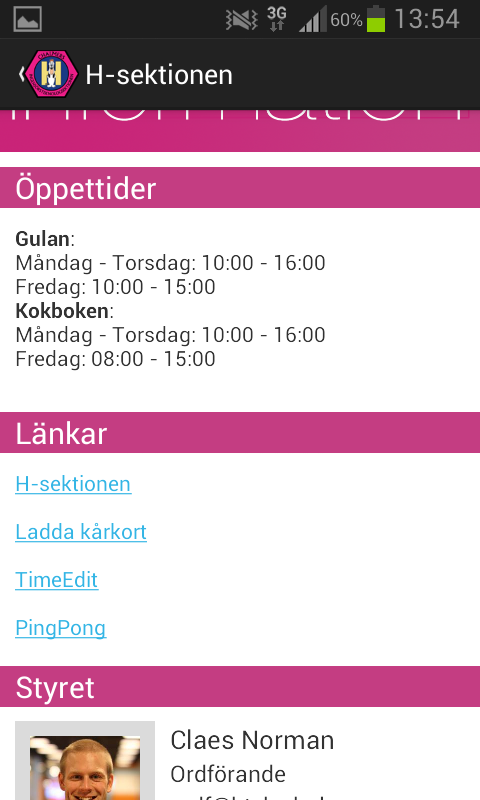 3G 60% 13:54
H-sektionen
Öppettider
Gulan:
Måndag - Torsdag: 10:00 - 16:00
Fredag: 10:00 - 15:00
Kokboken:
Måndag - Torsdag: 10:00 - 16:00
Fredag: 08:00 - 15:00
Länkar
H-sektionen
Ladda kårkort
TimeEdit
PingPong
Styret
Claes Norman
Ordförande